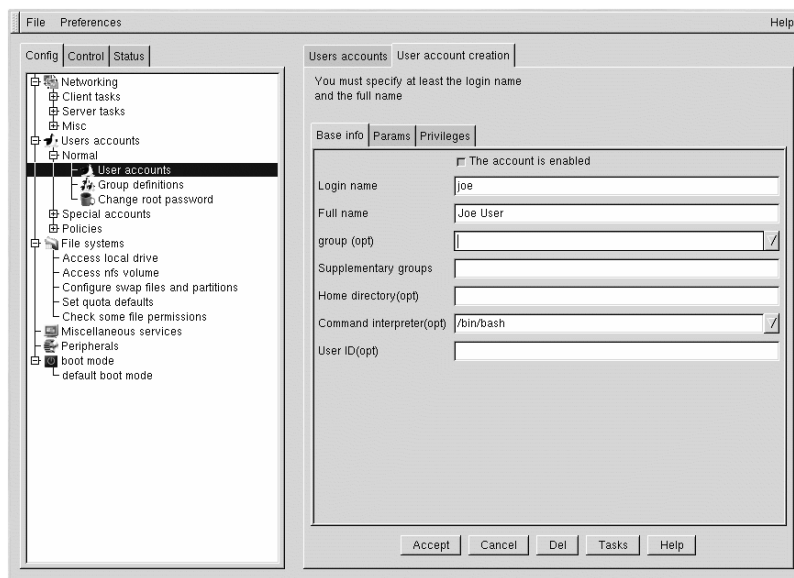 File Preferences Help
Config Control Status
Networking
Client tasks
Server tasks
Misc
Users accounts
Normal
User accounts
Group definitions
Change root password
Special accounts
Policies
File systems
Access local drive
Access nfs volume
Configure swap files and partitions
Set quota defaults
Check some file permissions
Miscellaneous services
Peripherals
boot mode
default boot mode
Users accounts User account creation
You must specify at least the login name
and the full name
Base info Params Privileges
The account is enabled
Login name joe
Full name Joe User
group (opt)
Supplementary groups
Home directory(opt)
Command interpreter(opt) /bin/bash
User ID(opt)
Accept Cancel Del Tasks Help